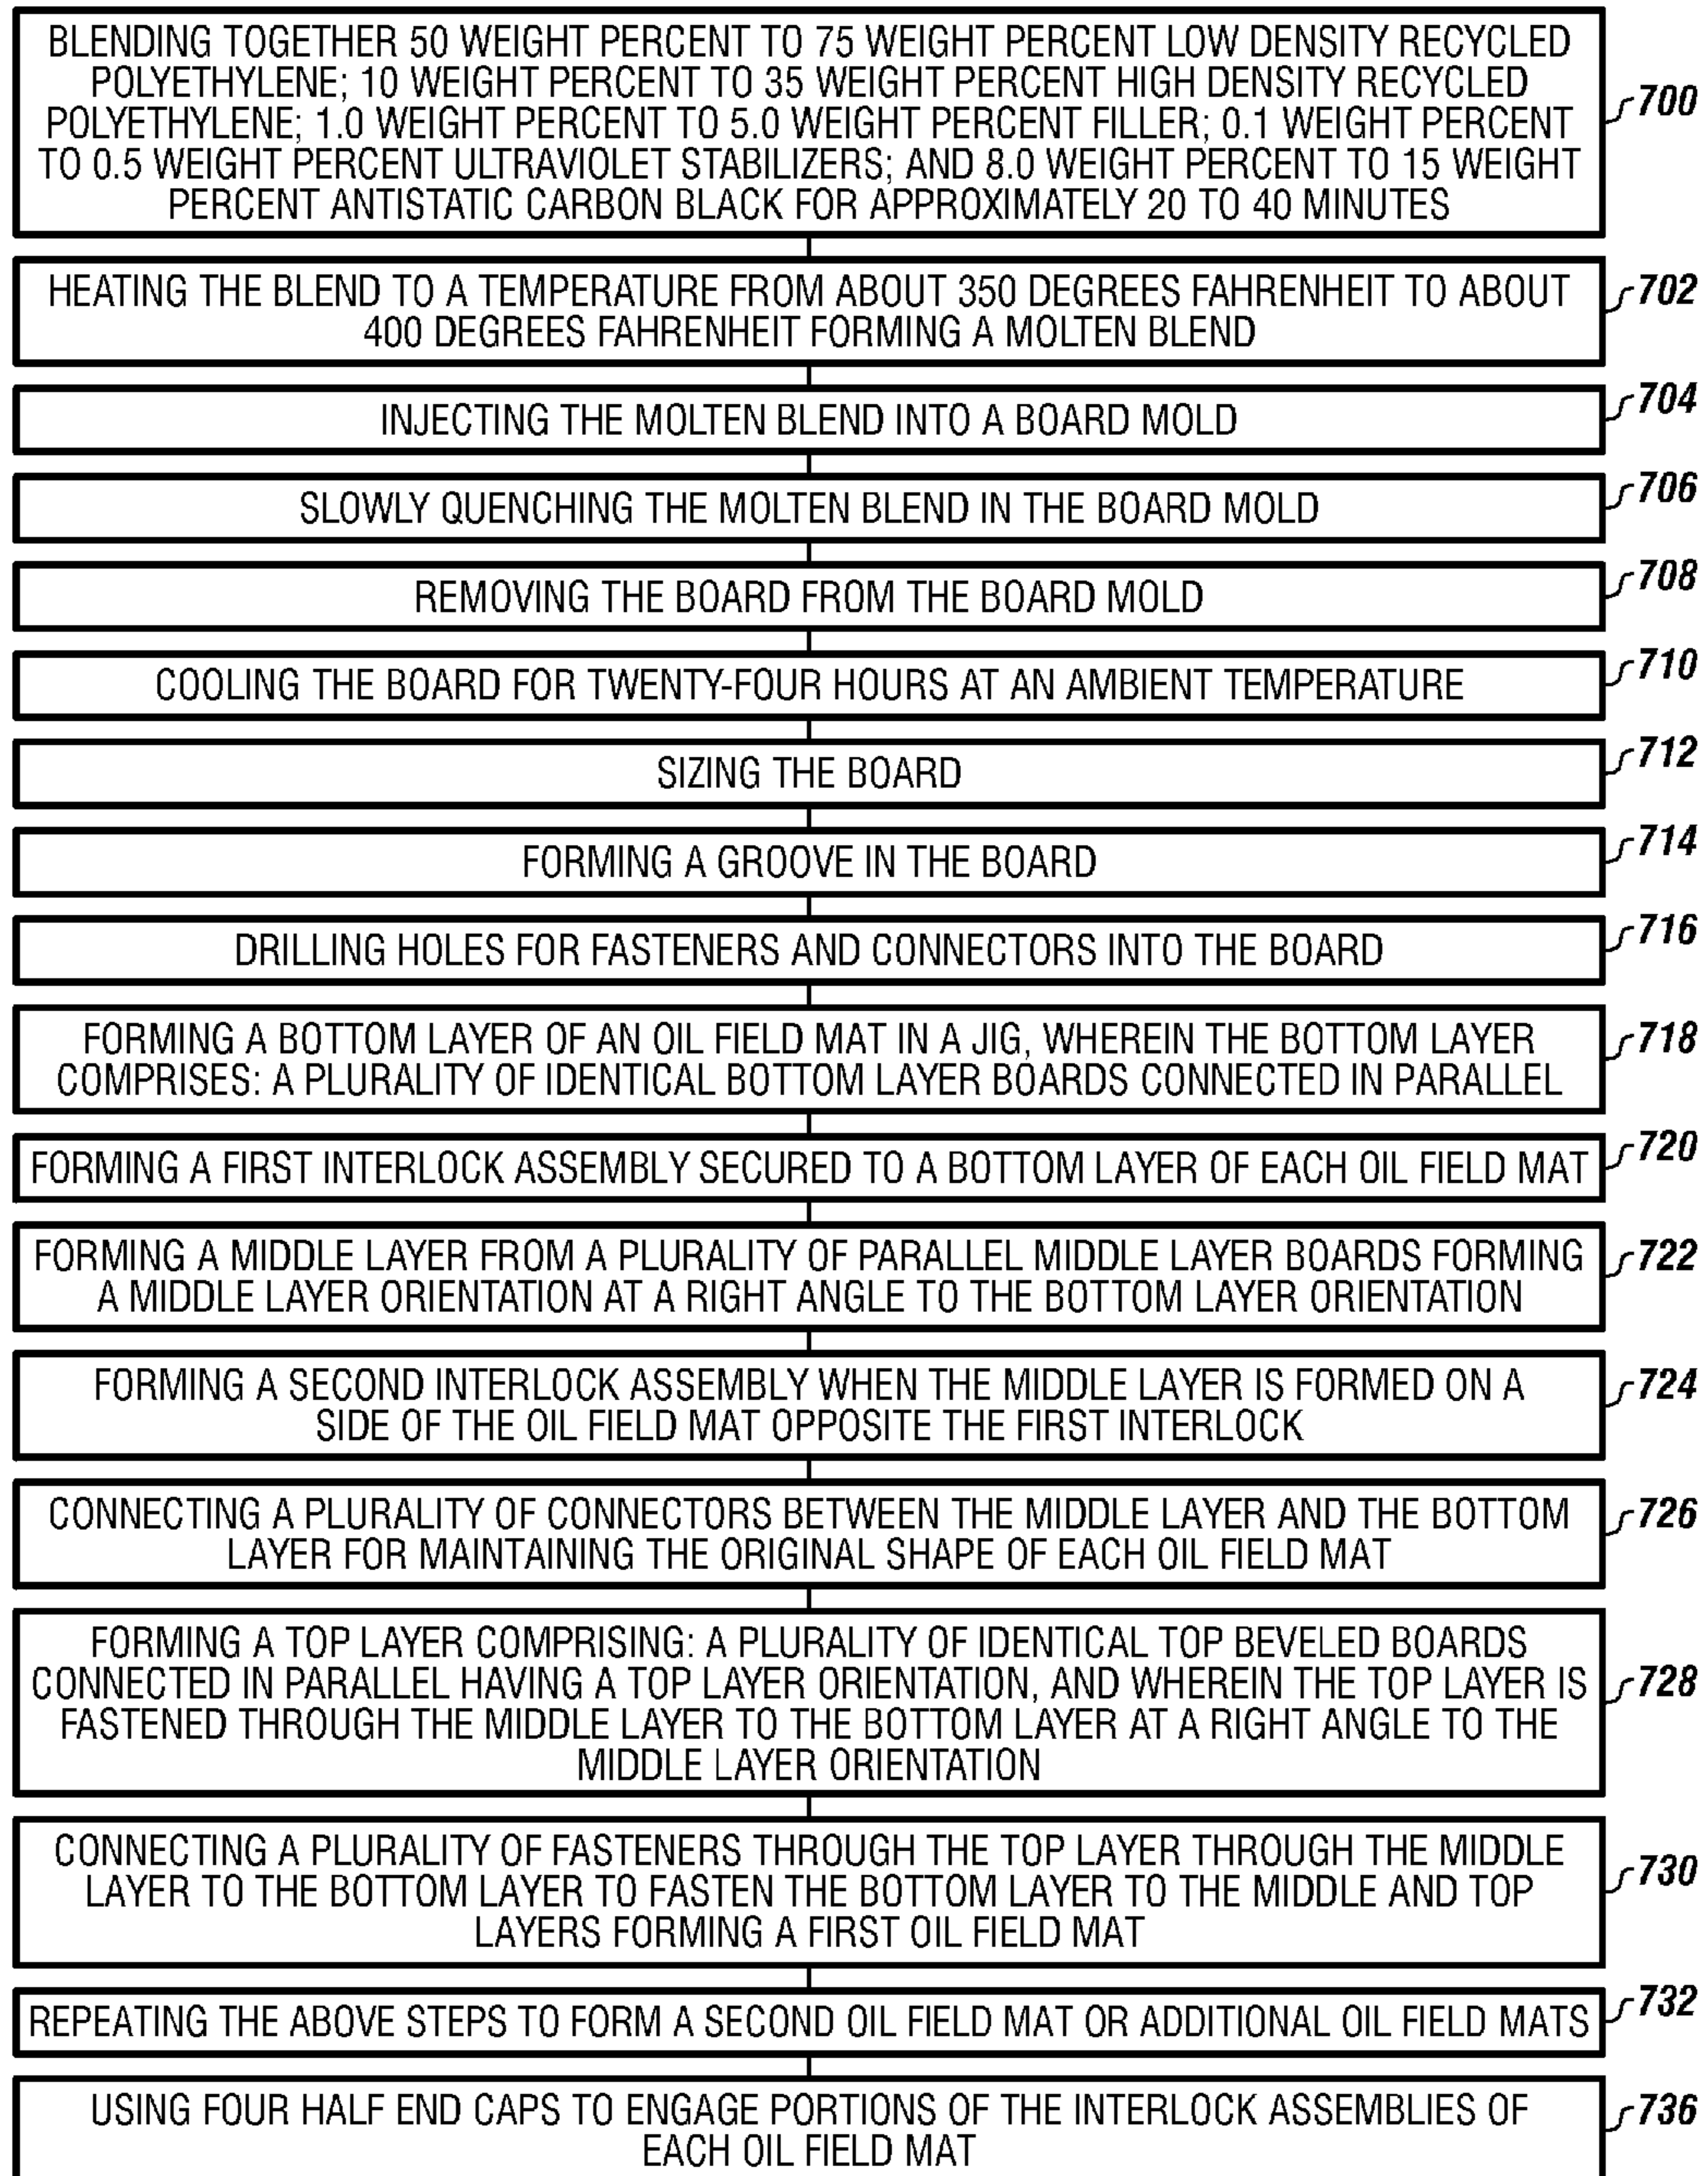 BLENDING TOGETHER 50 WEIGHT PERCENT TO 75 WEIGHT PERCENT LOW DENSITY RECYCLED
POLYETHYLENE; 10 WEIGHT PERCENT TO 35 WEIGHT PERCENT HIGH DENSITY RECYCLED
POLYETHYLENE; 1.0 WEIGHT PERCENT TO 5.0 WEIGHT PERCENT FILLER; 0.1 WEIGHT PERCENT
TO 0.5 WEIGHT PERCENT ULTRAVIOLET STABILIZERS; AND 8.0 WEIGHT PERCENT TO 15 WEIGHT
PERCENT ANTISTATIC CARBON BLACK FOR APPROXIMATELY 20 TO 40 MINUTES
700
HEATING THE BLEND TO A TEMPERATURE FROM ABOUT 350 DEGREES FAHRENHEIT TO ABOUT
400 DEGREES FAHRENHEIT FORMING A MOLTEN BLEND
702
INJECTING THE MOLTEN BLEND INTO A BOARD MOLD
704
SLOWLY QUENCHING THE MOLTEN BLEND IN THE BOARD MOLD
706
REMOVING THE BOARD FROM THE BOARD MOLD
708
COOLING THE BOARD FOR TWENTY-FOUR HOURS AT AN AMBIENT TEMPERATURE
710
SIZING THE BOARD
712
FORMING A GROOVE IN THE BOARD
714
DRILLING HOLES FOR FASTENERS AND CONNECTORS INTO THE BOARD
716
FORMING A BOTTOM LAYER OF AN OIL FIELD MAT IN A JIG, WHEREIN THE BOTTOM LAYER
COMPRISES: A PLURALITY OF IDENTICAL BOTTOM LAYER BOARDS CONNECTED IN PARALLEL
718
FORMING A FIRST INTERLOCK ASSEMBLY SECURED TO A BOTTOM LAYER OF EACH OIL FIELD MAT
720
FORMING A MIDDLE LAYER FROM A PLURALITY OF PARALLEL MIDDLE LAYER BOARDS FORMING
A MIDDLE LAYER ORIENTATION AT A RIGHT ANGLE TO THE BOTTOM LAYER ORIENTATION
722
FORMING A SECOND INTERLOCK ASSEMBLY WHEN THE MIDDLE LAYER IS FORMED ON A
SIDE OF THE OIL FIELD MAT OPPOSITE THE FIRST INTERLOCK
724
CONNECTING A PLURALITY OF CONNECTORS BETWEEN THE MIDDLE LAYER AND THE BOTTOM
LAYER FOR MAINTAINING THE ORIGINAL SHAPE OF EACH OIL FIELD MAT
726
FORMING A TOP LAYER COMPRISING: A PLURALITY OF IDENTICAL TOP BEVELED BOARDS
CONNECTED IN PARALLEL HAVING A TOP LAYER ORIENTATION, AND WHEREIN THE TOP LAYER IS
FASTENED THROUGH THE MIDDLE LAYER TO THE BOTTOM LAYER AT A RIGHT ANGLE TO THE
MIDDLE LAYER ORIENTATION
728
CONNECTING A PLURALITY OF FASTENERS THROUGH THE TOP LAYER THROUGH THE MIDDLE
LAYER TO THE BOTTOM LAYER TO FASTEN THE BOTTOM LAYER TO THE MIDDLE AND TOP
LAYERS FORMING A FIRST OIL FIELD MAT
730
REPEATING THE ABOVE STEPS TO FORM A SECOND OIL FIELD MAT OR ADDITIONAL OIL FIELD MATS
732
USING FOUR HALF END CAPS TO ENGAGE PORTIONS OF THE INTERLOCK ASSEMBLIES OF
EACH OIL FIELD MAT
736